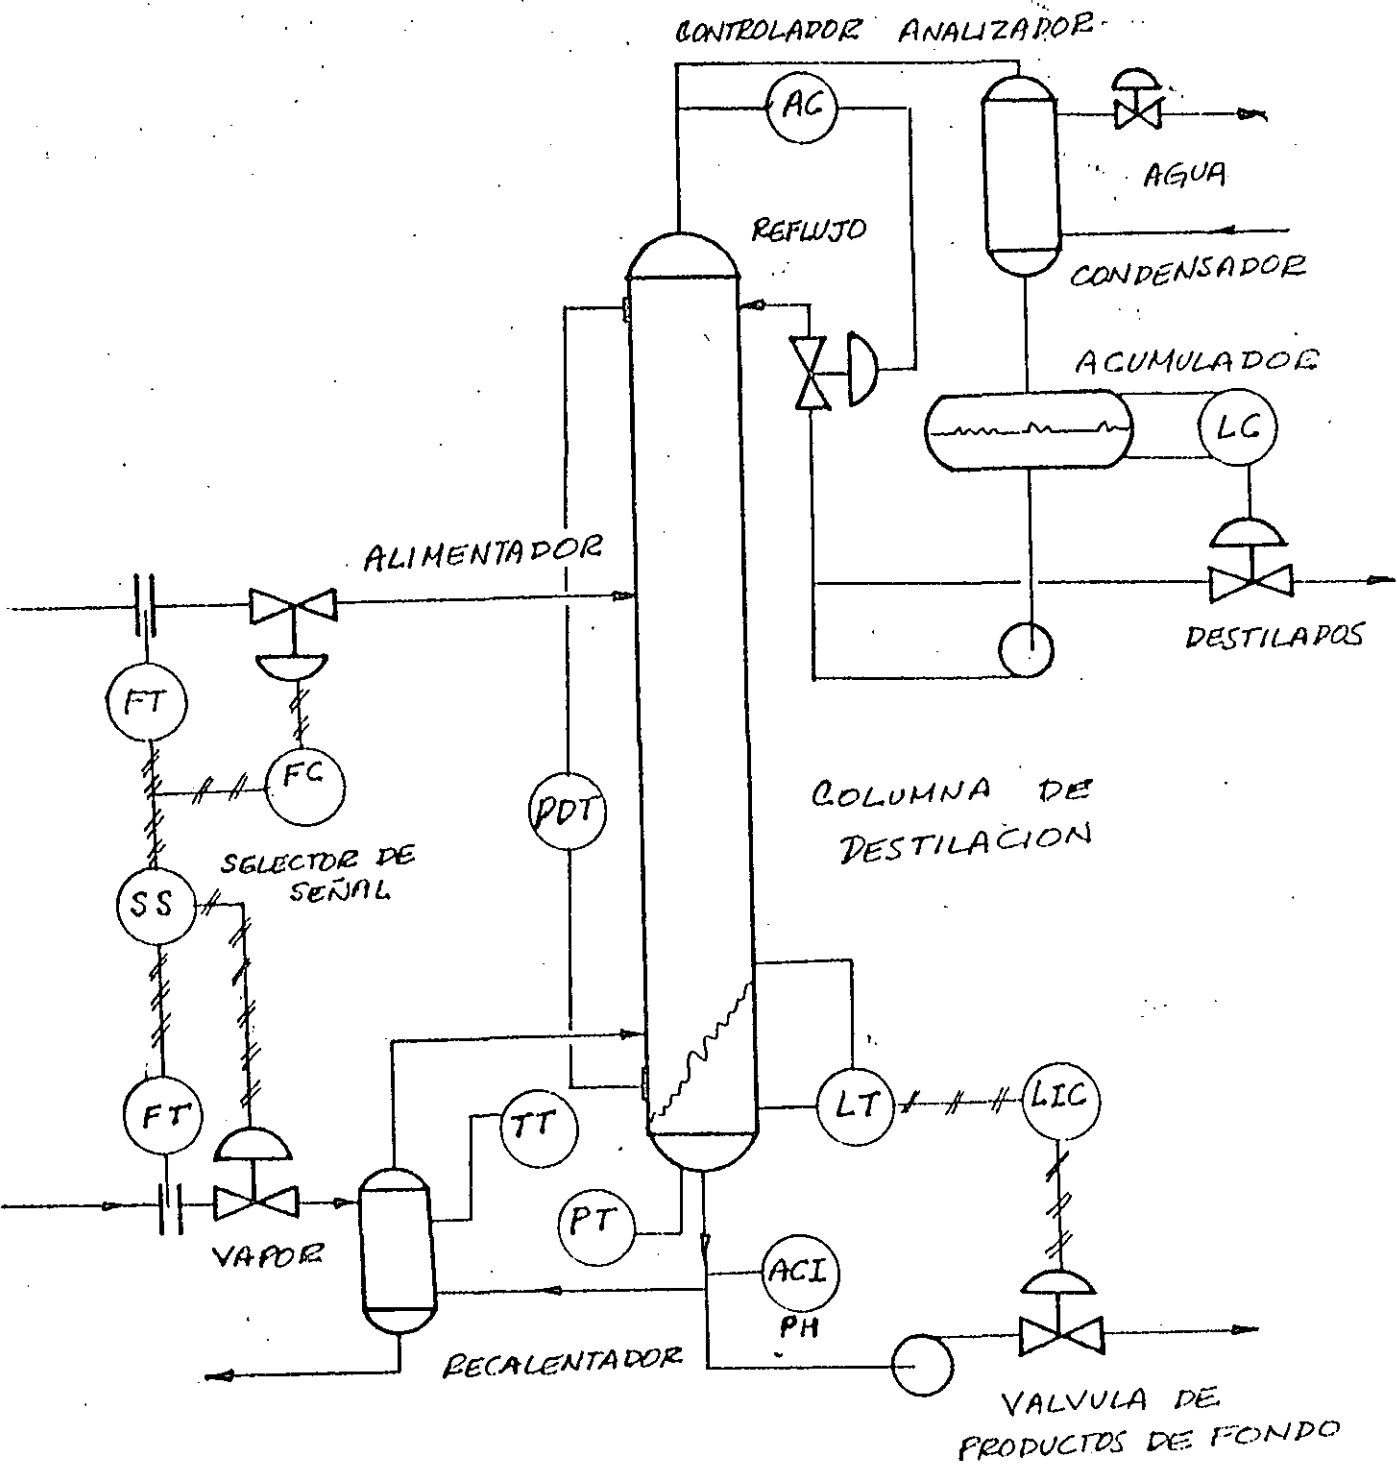 CONTROLADOR ANALIZADOR
AC
AGUA
REFLUJO
CONDENSADOR
ACUMULADOR
LC
ALIMENTADOR
DESTILADOS
FT
FC
PDT
COLUMNA DE
DESTILACION
SELECTOR DE
SEÑAL
SS
FT
TT
LT
LIC
PT
VAPOR
ACI
PH
RECALENTADOR
VALVULA DE
PRODUCTOS DE FONDO